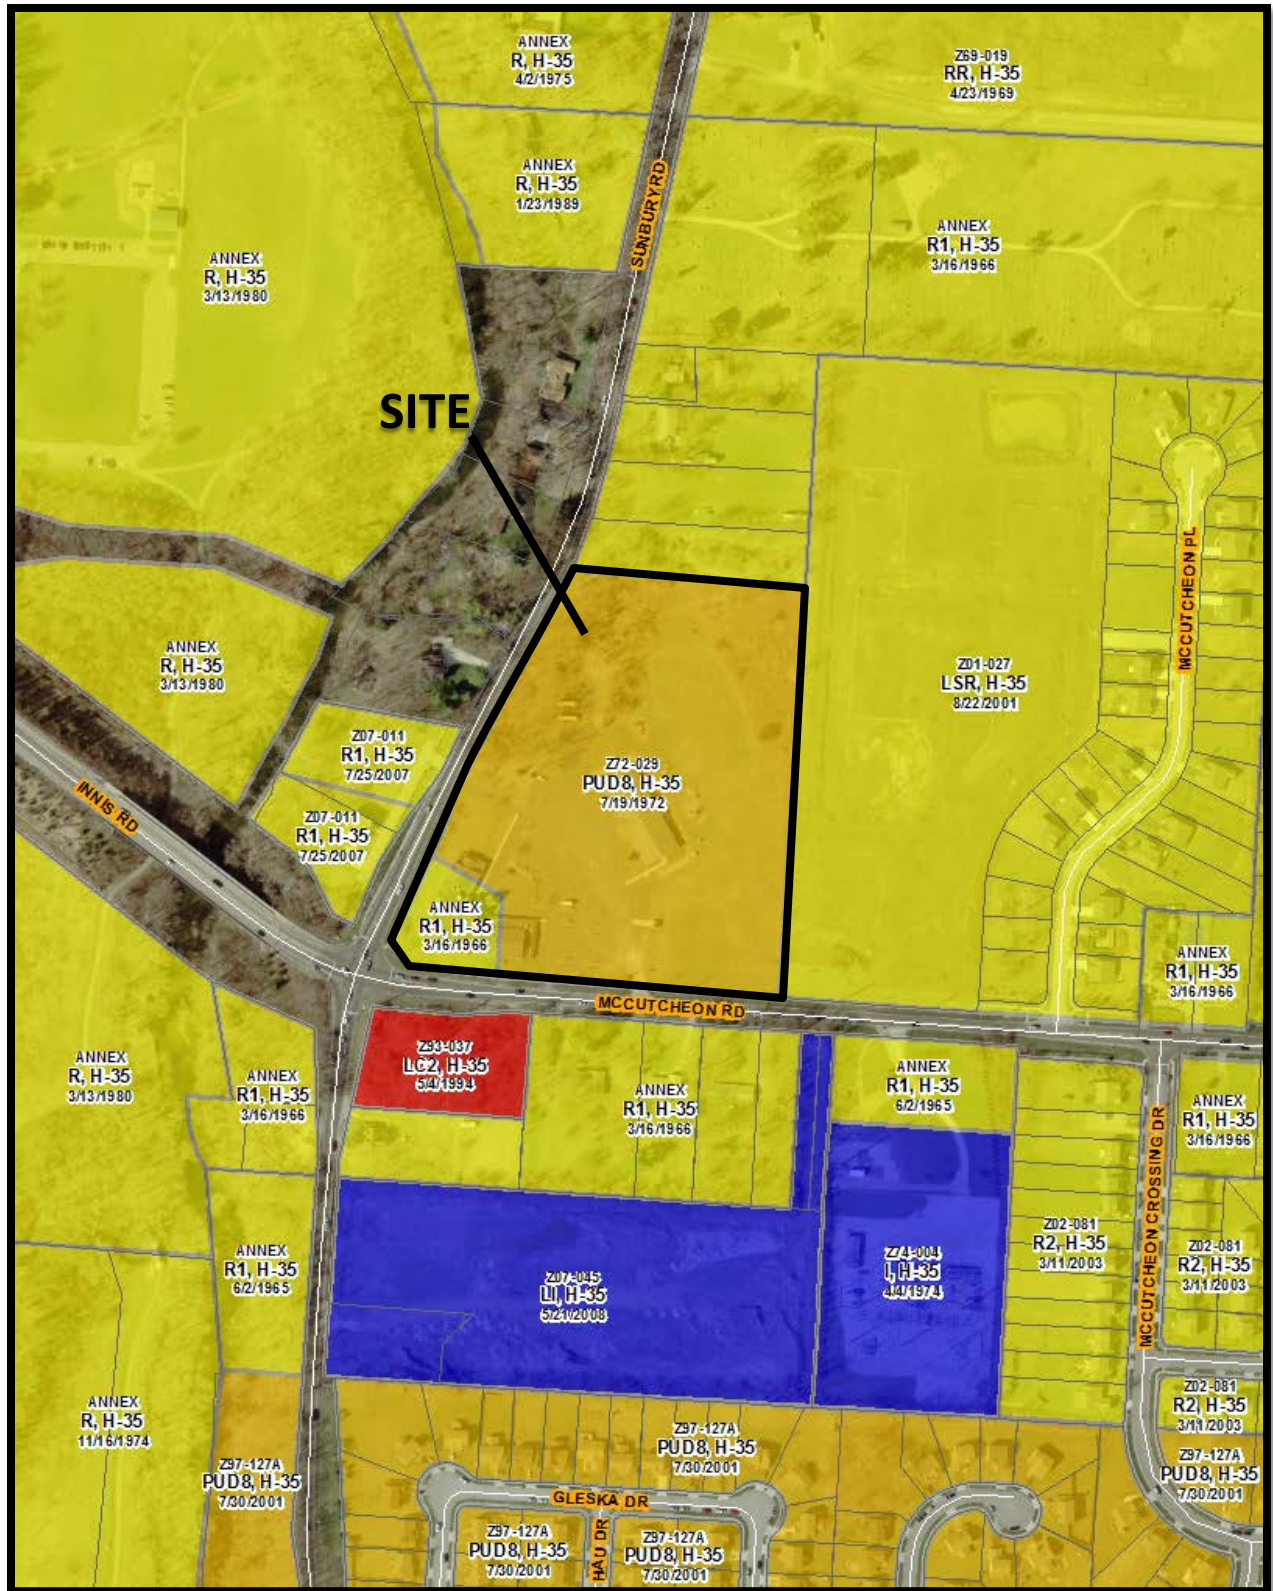 ANNEX
R, H-35
4/2/1975
Z69-019
RR, H-35
4/23/1969
ANNEX
R, H-35
1/23/1989
SUNBURY RD
ANNEX
R1, H-35
3/16/1966
ANNEX
R, H-35
3/13/1980
SITE
MCCUTCHEON PL
ANNEX
R, H-35
3/13/1980
Z01-027
LSR, H-35
8/22/2001
Z07-011
R1, H-35
7/25/2007
Z72-029
PUD8, H-35
7/19/1972
INNIS RD
Z07-011
R1, H-35
7/25/2007
ANNEX
R1, H-35
3/16/1966
ANNEX
R1, H-35
3/16/1966
MCCUTCHEON RD
Z93-037
LC2, H-35
5/4/1994
ANNEX
R, H-35
3/13/1980
ANNEX
R1, H-35
3/16/1966
ANNEX
R1, H-35
3/16/1966
ANNEX
R1, H-35
6/2/1965
ANNEX
R1, H-35
3/16/1966
MCCUTCHEON CROSSING DR
ANNEX
R1, H-35
6/2/1965
Z07-045
LI, H-35
5/21/2008
Z74-004
I, H-35
4/4/1974
Z02-081
R2, H-35
3/11/2003
Z02-081
R2, H-35
3/11/2003
ANNEX
R, H-35
11/16/1974
Z97-127A
PUD8, H-35
7/30/2001
Z97-127A
PUD8, H-35
7/30/2001
Z02-081
R2, H-35
3/11/2003
Z97-127A
PUD8, H-35
7/30/2001
GLESKA DR
Z97-127A
PUD8, H-35
7/30/2001
HAU DR
Z97-127A
PUD8, H-35
7/30/2001